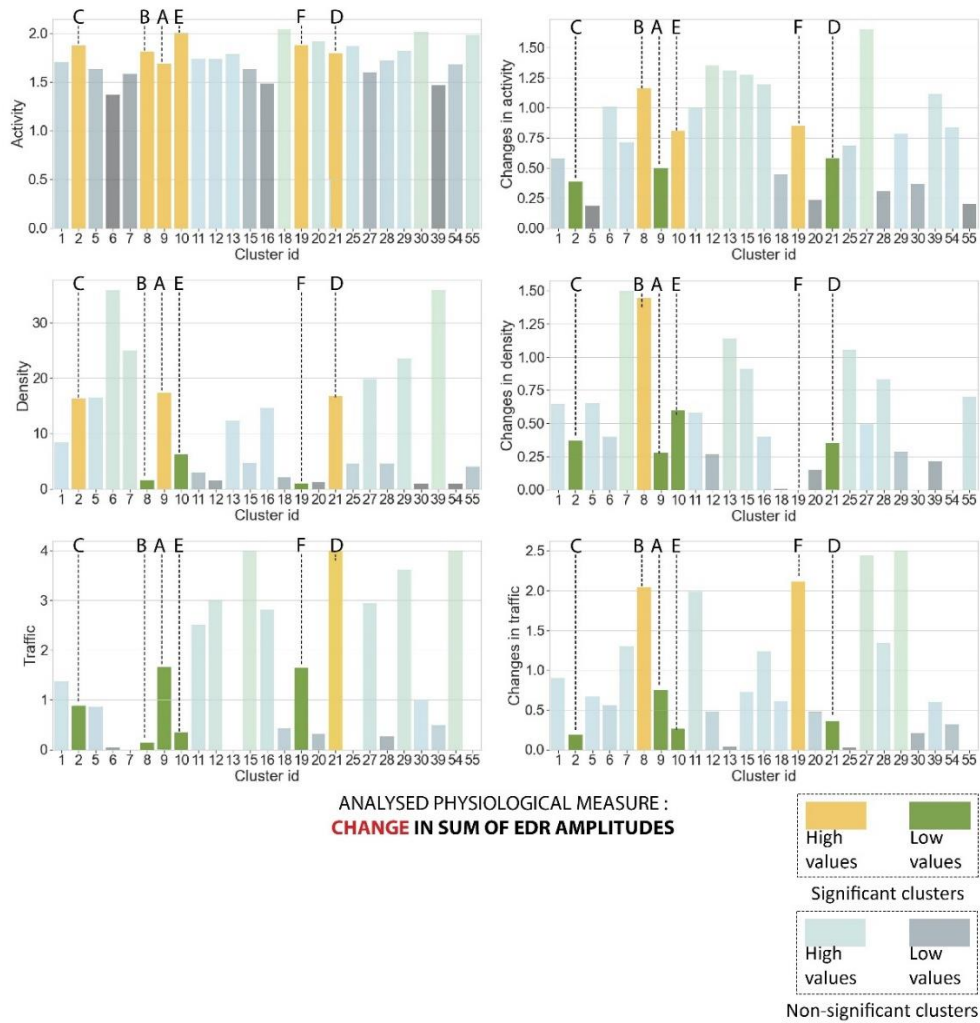 C B A E F D
2.0
1.5
1.0
0.5
0.0
Activity
1 2 5 6 7 8 9 10 11 12 13 15 16 18 19 20 21 25 27 28 29 30 39 54 55
Cluster id
C B A E F D
1.50
1.25
1.00
0.75
0.50
0.25
0.00
Changes in activity
1 2 5 6 7 8 9 10 11 12 13 15 16 18 19 20 21 25 27 28 29 30 39 54 55
Cluster id
C B A E F D
30
20
10
0
Density
1 2 5 6 7 8 9 10 11 12 13 15 16 18 19 20 21 25 27 28 29 30 39 54 55
Cluster id
C B A E F D
1.50
1.25
1.00
0.75
0.50
0.25
0.00
Changes in density
1 2 5 6 7 8 9 10 11 12 13 15 16 18 19 20 21 25 27 28 29 30 39 54 55
Cluster id
C B A E F D
4
3
2
1
0
Traffic
1 2 5 6 7 8 9 10 11 12 13 15 16 18 19 20 21 25 27 28 29 30 39 54 55
Cluster id
C B A E F D
2.5
2.0
1.5
1.0
0.5
0.0
Changes in traffic
1 2 5 6 7 8 9 10 11 12 13 15 16 18 19 20 21 25 27 28 29 30 39 54 55
Cluster id
ANALYSED PHYSIOLOGICAL MEASURE :
CHANGE IN SUM OF EDR AMPLITUDES
High values
Low values
Significant clusters
High values
Low values
Non-significant clusters